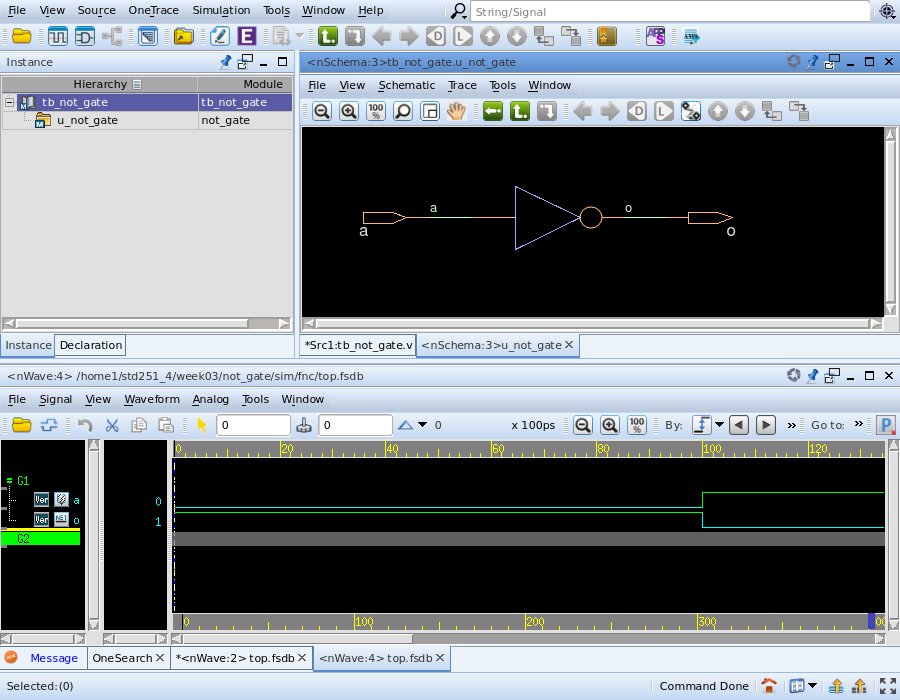 File View Source OneTrace Simulation Tools Window Help
String/Signal
Instance
Hierarchy Module
tb_not_gate tb_not_gate
u_not_gate not_gate
Instance Declaration
<nSchema:3>tb_not_gate.u_not_gate
File View Schematic Trace Tools Window
100 %
a o
a o
*Src1:tb_not_gate.v <nSchema:3>u_not_gate
<nWave:4> /home1/std251_4/week03/not_gate/sim/fnc/top.fsdb
File Signal View Waveform Analog Tools Window
0 0 0 x 100ps 100 % By: » Go to: »
0 20 40 60 80 100 120
G1
a 0
o 1
G2
0 100 200 300
Message OneSearch *<nWave:2> top.fsdb <nWave:4> top.fsdb
Selected:(0) Command Done